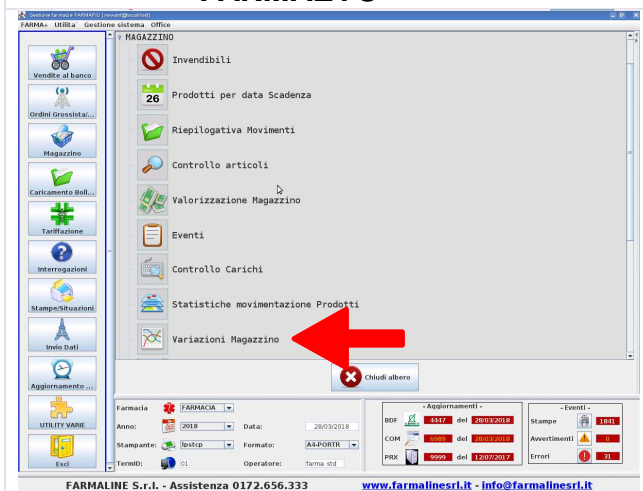 Gestione farmacie FARMAPIU [newant@localhost]
FARMA+ Utilita` Gestione sistema Office
MAGAZZINO
Invendibili
26
Prodotti per data Scadenza
Riepilogativa Movimenti
Controllo articoli
Valorizzazione Magazzino
Eventi
Controllo Carichi
Statistiche movimentazione Prodotti
Variazioni Magazzino
Chiudi albero
Vendite al banco
Ordini Grossista/...
Magazzino
Caricamento Boll...
Tariffazione
Interrogazioni
Stampe/Situazioni
Invio Dati
Aggiornamento ...
UTILITY VARIE
Esci
Farmacia FARMACIA
Anno: 2018 Data: 28/03/2018
Stampante: lpstcp Formato: A4-PORTR
TermID: 01 Operatore: farma std
- Aggiornamenti -
BDF 4447 del 28/03/2018
COM 6989 del 28/03/2018
PRX 9999 del 12/07/2017
- Eventi -
Stampe 1841
Avvertimenti 0
Errori 31
FARMALINE S.r.l. - Assistenza 0172.656.333 www.farmalinesrl.it - info@farmalinesrl.it